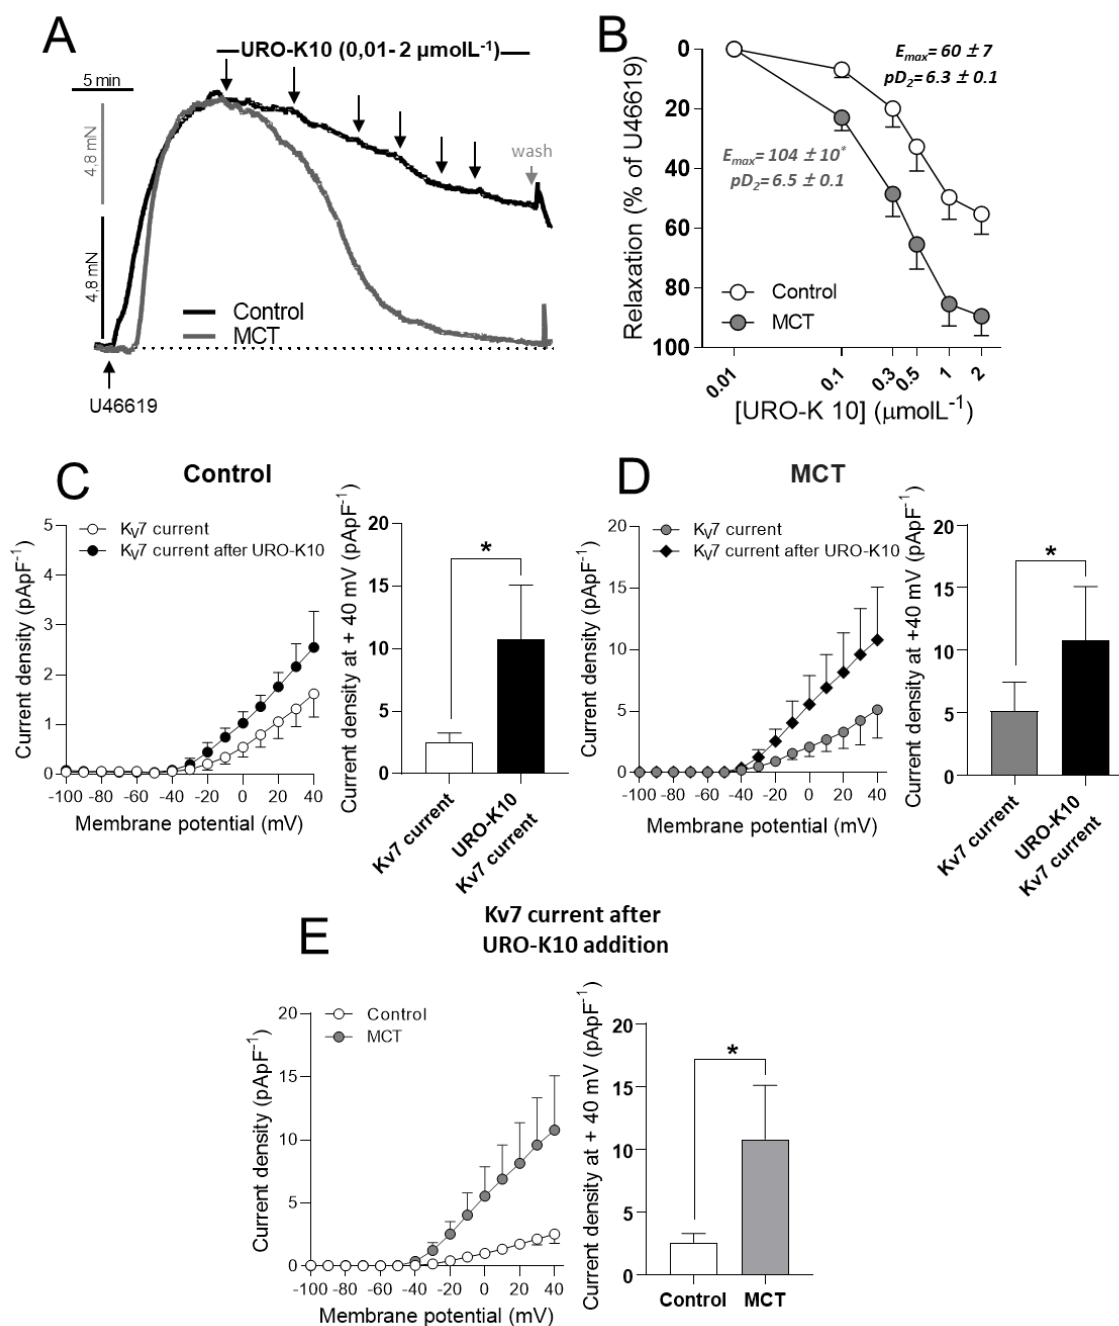 A
URO-K10 (0,01- 2 µmolL⁻¹)
5 min
4,8 mN
4,8 mN
wash
Control
MCT
U46619
B
Relaxation (% of U46619)
0
20
40
60
80
100
Eₘₐₓ= 60 ± 7
pD₂= 6.3 ± 0.1
Eₘₐₓ= 104 ± 10*
pD₂= 6.5 ± 0.1
Control
MCT
0.01
0.1
0.3
0.5
1
2
[URO-K 10] (µmolL⁻¹)
C
Control
Current density (pApF⁻¹)
5
4
3
2
1
0
Kᵥ7 current
Kᵥ7 current after URO-K10
-100 -80 -60 -40 -20 0 20 40
Membrane potential (mV)
Current density at + 40 mV (pApF⁻¹)
20
15
10
5
0
*
Kv7 current
URO-K10
Kv7 current
D
MCT
Current density (pApF⁻¹)
20
15
10
5
0
Kᵥ7 current
Kᵥ7 current after URO-K10
-100 -80 -60 -40 -20 0 20 40
Membrane potential (mV)
Current density at +40 mV (pApF⁻¹)
20
15
10
5
0
*
Kv7 current
URO-K10
Kv7 current
E
Kv7 current after
URO-K10 addition
Current density (pApF⁻¹)
20
15
10
5
0
Control
MCT
-100 -80 -60 -40 -20 0 20 40
Membrane potential (mV)
Current density at + 40 mV (pApF⁻¹)
20
15
10
5
0
*
Control MCT